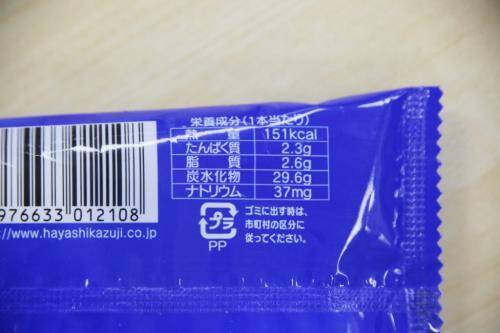 栄養成分(1本当たり)
熱 量 151kcal
たんぱく質 2.3g
脂 質 2.6g
炭水化物 29.6g
ナトリウム 37mg
976633 012108
://www.hayashikazuji.co.jp
プラ
PP
ゴミに出す時は、
市町村の区分に
従ってください。